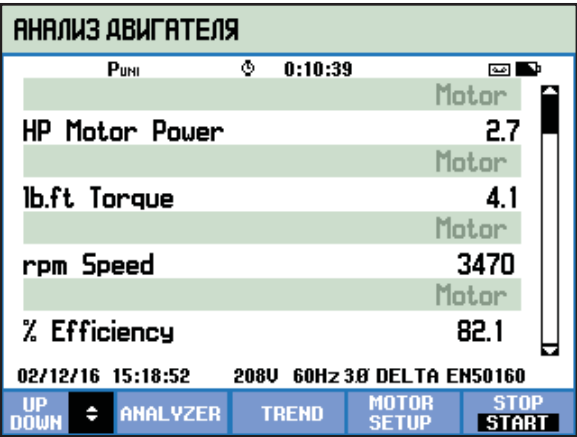 АНАЛИЗ ДВИГАТЕЛЯ
PUNI 0:10:39
Motor
HP Motor Power 2.7
Motor
lb.ft Torque 4.1
Motor
rpm Speed 3470
Motor
% Efficiency 82.1
02/12/16 15:18:52 208V 60Hz 3.Ø DELTA EN50160
UP DOWN ANALYZER TREND MOTOR SETUP STOP START